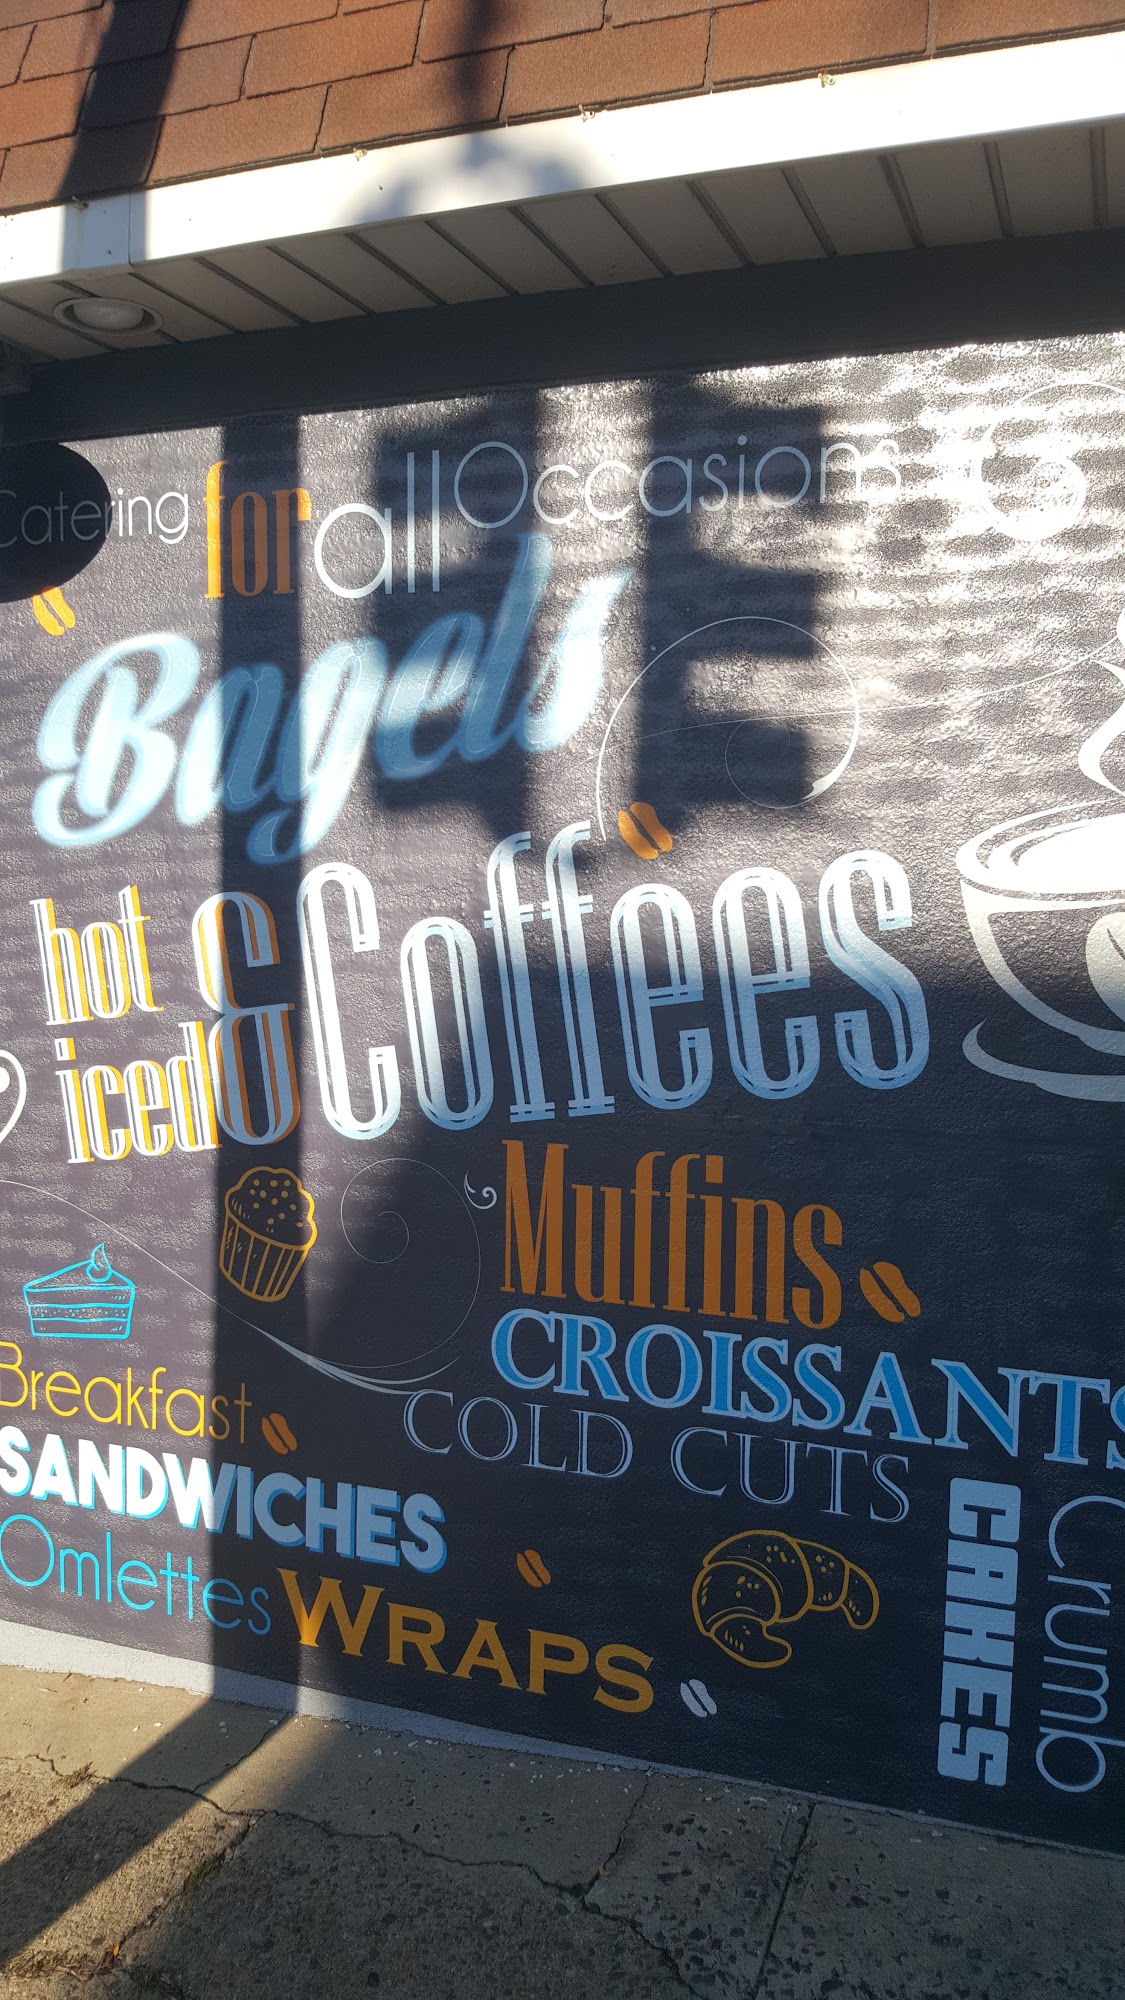 Catering for all Occasions
Bagels
hot & iced Coffees
Muffins
CROISSANTS
COLD CUTS
Breakfast
SANDWICHES
Omlettes WRAPS
CAKES
Crumb